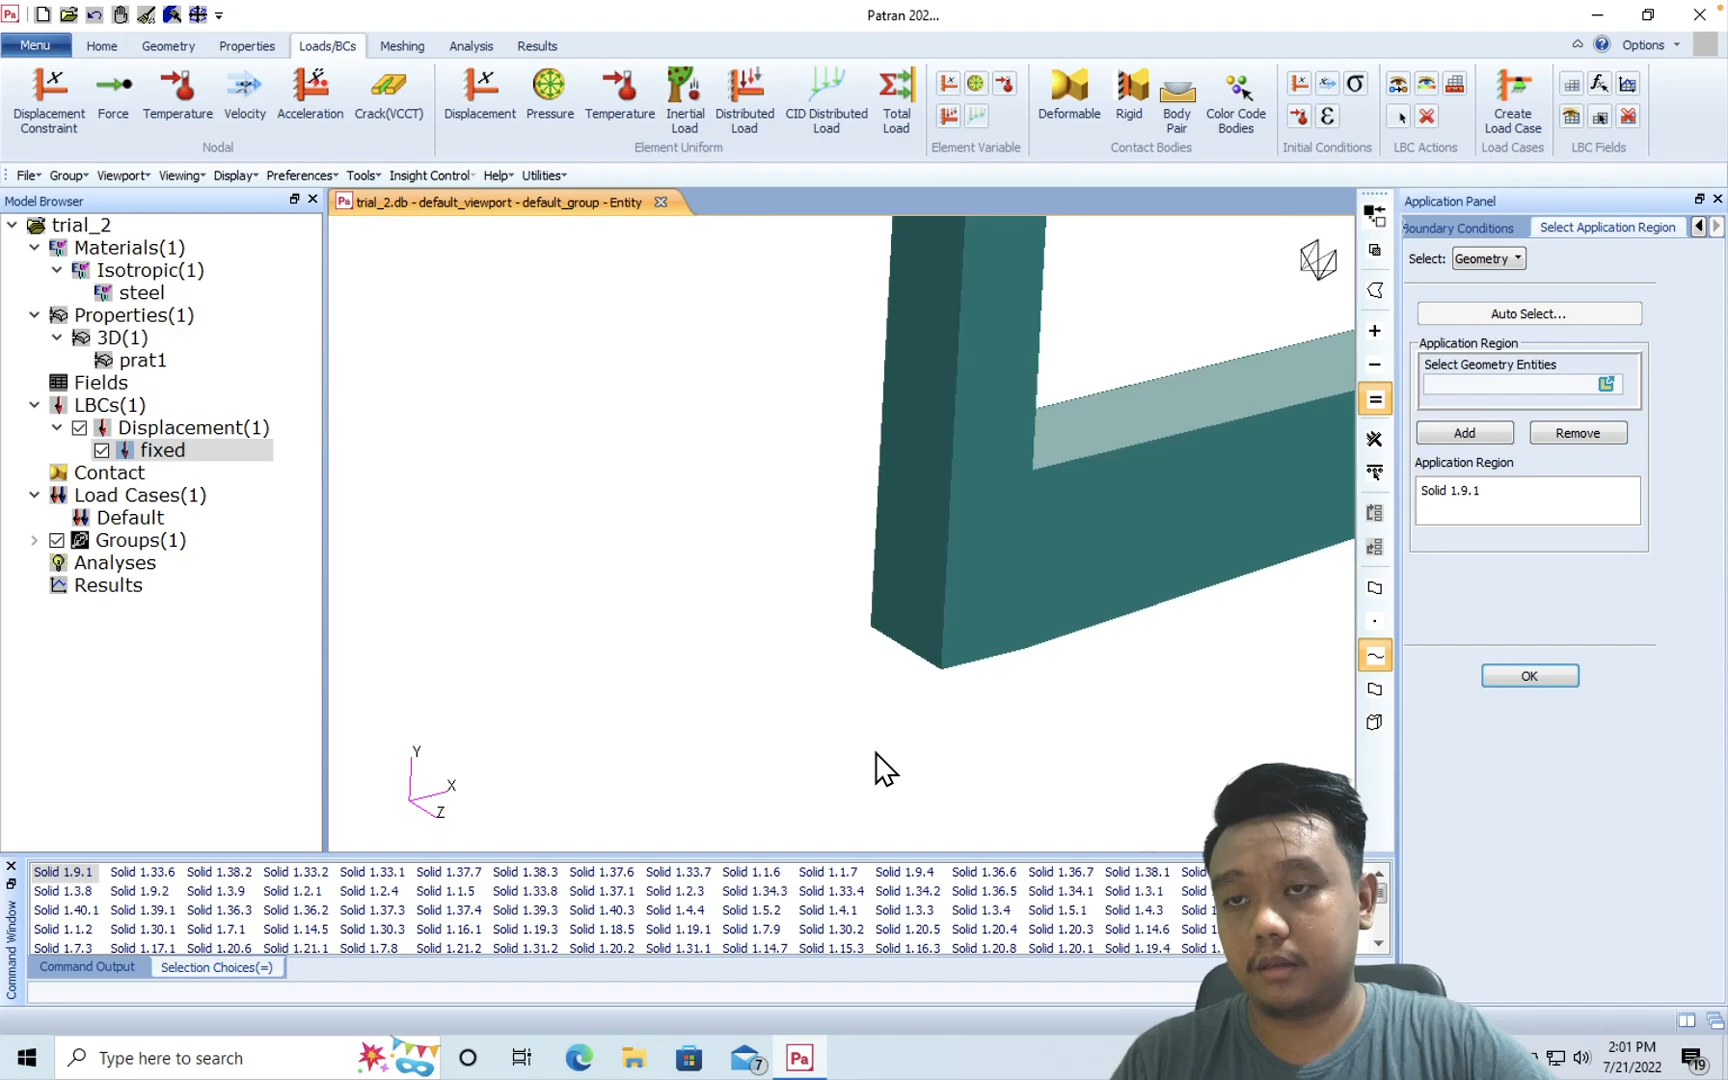 Patran 202...
Menu Home Geometry Properties Loads/BCs Meshing Analysis Results
Options
Displacement Constraint Force Temperature Velocity Acceleration Crack(VCCT)
Nodal
Displacement Pressure Temperature Inertial Load Distributed Load CID Distributed Load Total Load
Element Uniform
Element Variable
Deformable Rigid Body Pair Color Code Bodies
Contact Bodies
Initial Conditions
LBC Actions
Create Load Case
Load Cases
LBC Fields
File Group Viewport Viewing Display Preferences Tools Insight Control Help Utilities
Model Browser
trial_2
Materials(1)
Isotropic(1)
steel
Properties(1)
3D(1)
prat1
Fields
LBCs(1)
Displacement(1)
fixed
Contact
Load Cases(1)
Default
Groups(1)
Analyses
Results
trial_2.db - default_viewport - default_group - Entity
Y
X
Z
Application Panel
Boundary Conditions Select Application Region
Select: Geometry
Auto Select...
Application Region
Select Geometry Entities
Add Remove
Application Region
Solid 1.9.1
OK
Command Window
Solid 1.9.1 Solid 1.33.6 Solid 1.38.2 Solid 1.33.2 Solid 1.33.1 Solid 1.37.7 Solid 1.38.3 Solid 1.37.6 Solid 1.33.7 Solid 1.1.6 Solid 1.1.7 Solid 1.9.4 Solid 1.36.6 Solid 1.36.7 Solid 1.38.1
Solid 1.3.8 Solid 1.9.2 Solid 1.3.9 Solid 1.2.1 Solid 1.2.4 Solid 1.1.5 Solid 1.33.8 Solid 1.37.1 Solid 1.2.3 Solid 1.34.3 Solid 1.33.4 Solid 1.34.2 Solid 1.36.5 Solid 1.34.1 Solid 1.3.1
Solid 1.40.1 Solid 1.39.1 Solid 1.36.3 Solid 1.36.2 Solid 1.37.3 Solid 1.37.4 Solid 1.39.3 Solid 1.40.3 Solid 1.4.4 Solid 1.5.2 Solid 1.4.1 Solid 1.3.3 Solid 1.3.4 Solid 1.5.1 Solid 1.4.3
Solid 1.1.2 Solid 1.30.1 Solid 1.7.1 Solid 1.14.5 Solid 1.30.3 Solid 1.16.1 Solid 1.19.3 Solid 1.18.5 Solid 1.19.1 Solid 1.7.9 Solid 1.30.2 Solid 1.20.5 Solid 1.20.4 Solid 1.20.3 Solid 1.14.6
Solid 1.7.3 Solid 1.17.1 Solid 1.20.6 Solid 1.21.1 Solid 1.7.8 Solid 1.21.2 Solid 1.31.2 Solid 1.20.2 Solid 1.31.1 Solid 1.14.7 Solid 1.15.3 Solid 1.16.3 Solid 1.20.8 Solid 1.20.1 Solid 1.19.4
Command Output Selection Choices(=)
Type here to search
7
Pa
2:01 PM
7/21/2022
19